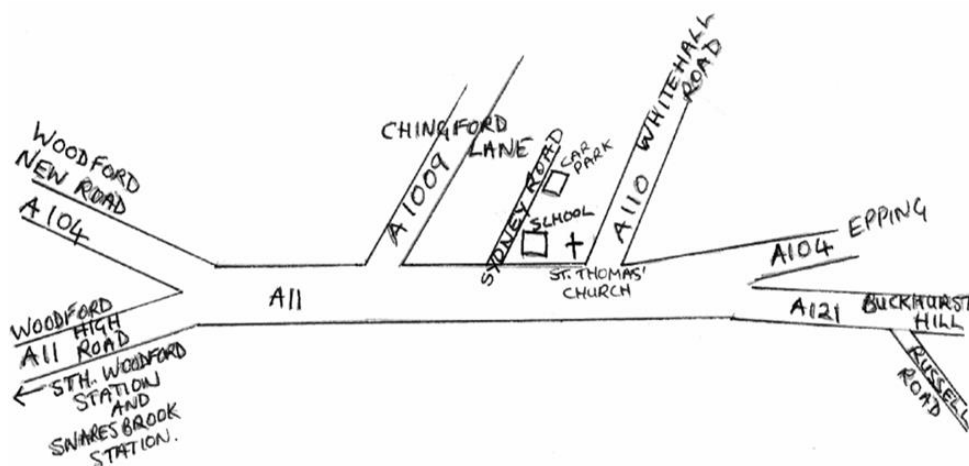 WOODFORD
NEW ROAD
A104
WOODFORD
HIGH
A11 ROAD
STH. WOODFORD
STATION
AND
SNARESBROOK
STATION.
A11
CHINGFORD
LANE
A1009
STONEY ROAD
CAR
PARK
SCHOOL
ST. THOMAS'
CHURCH
A110
WHITEHALL
ROAD
A104
EPPING
A121
BUCKHURST
HILL
RUSSELL
ROAD